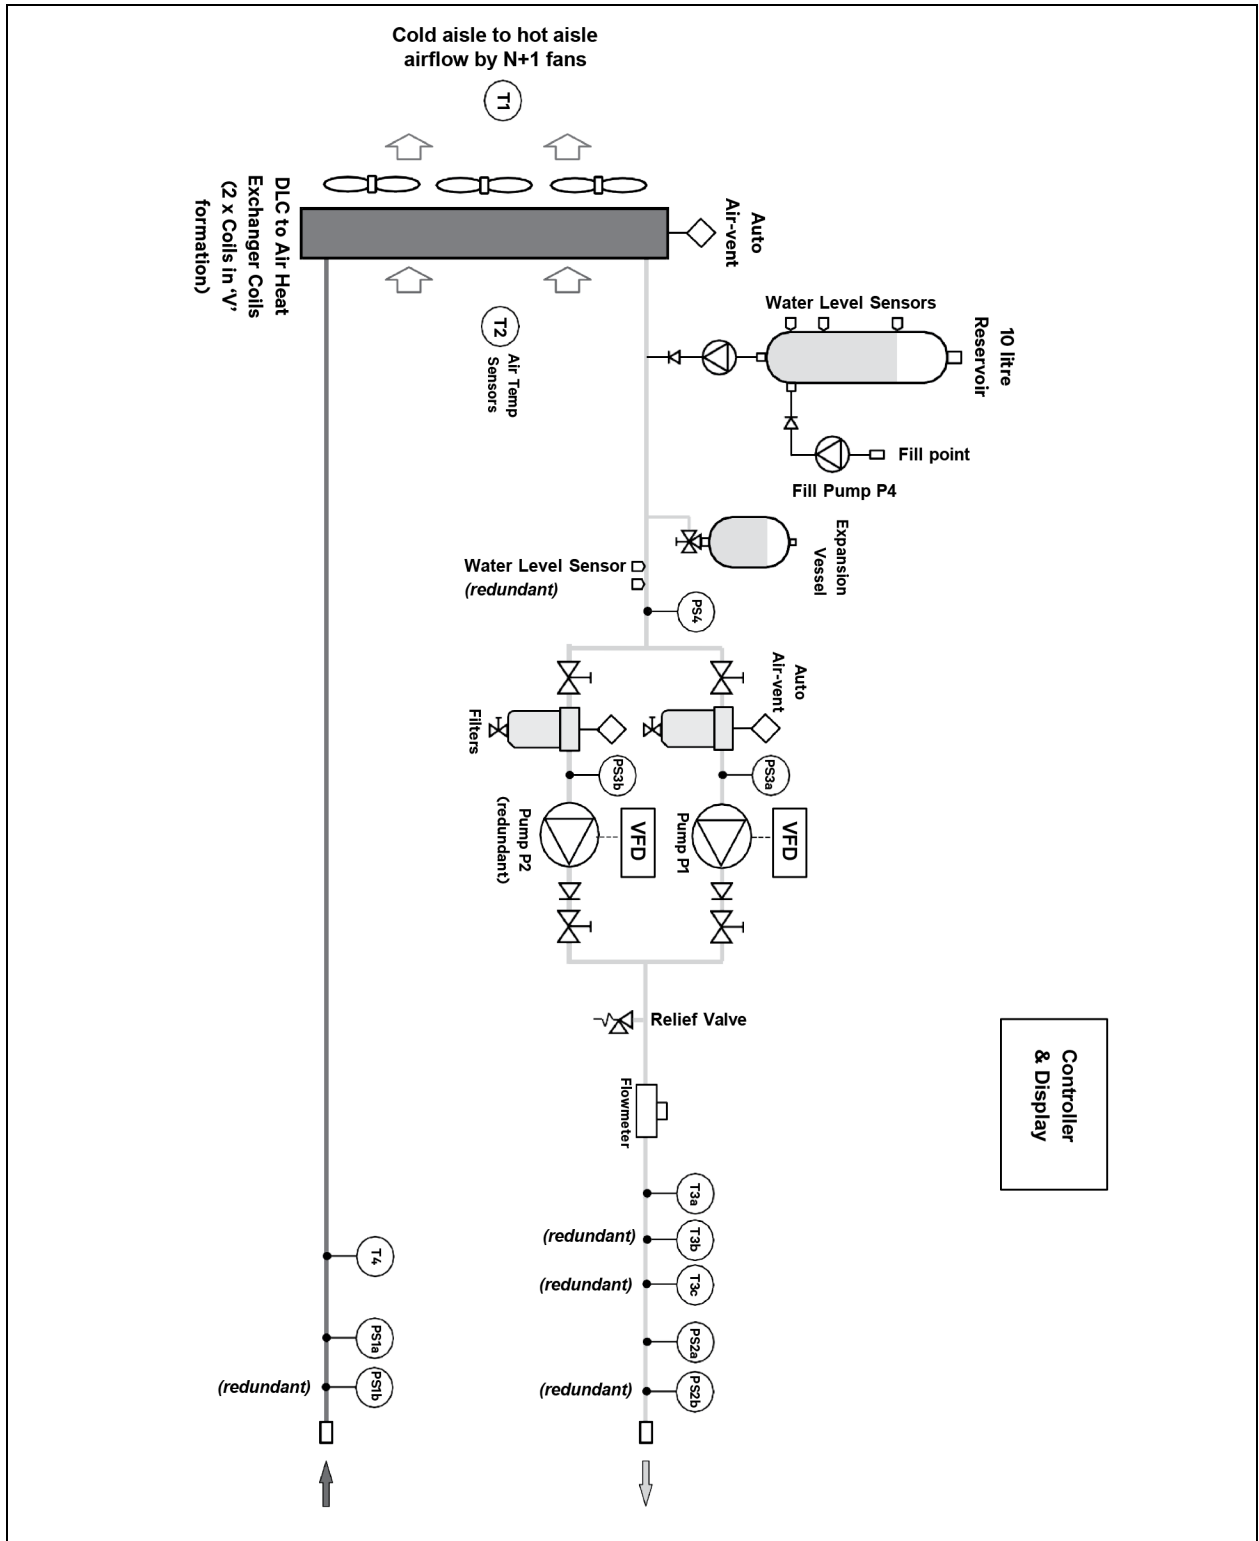 Cold aisle to hot aisle
airflow by N+1 fans
T1
DLC to Air Heat
Exchanger Coils
(2 x Coils in ‘V’
formation)
Auto
Air-vent
T2
Air Temp
Sensors
Water Level Sensors
10 litre
Reservoir
Fill point
Fill Pump P4
Expansion
Vessel
Water Level Sensor
(redundant)
PS4
Auto
Air-vent
Filters
PS3b
PS3a
Pump P2
(redundant)
VFD
Pump P1
VFD
Relief Valve
Flowmeter
Controller
& Display
T3a
(redundant)
T3b
(redundant)
T3c
T4
PS1a
PS2a
(redundant)
PS1b
(redundant)
PS2b